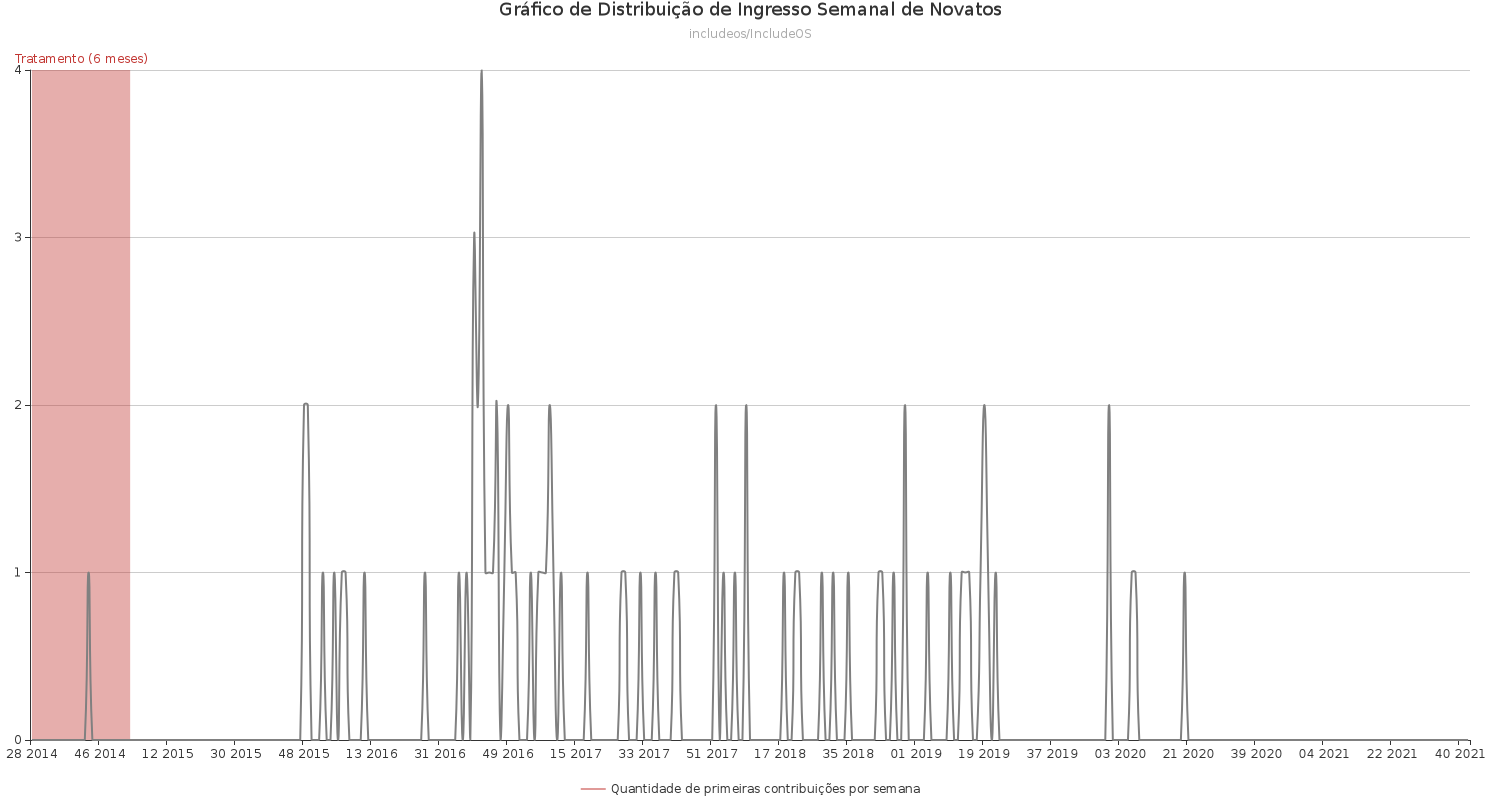 Gráfico de Distribuição de Ingresso Semanal de Novatos
includeos/IncludeOS
Tratamento (6 meses)
4
3
2
1
0
28 2014 46 2014 12 2015 30 2015 48 2015 13 2016 31 2016 49 2016 15 2017 33 2017 51 2017 17 2018 35 2018 01 2019 19 2019 37 2019 03 2020 21 2020 39 2020 04 2021 22 2021 40 2021
Quantidade de primeiras contribuições por semana